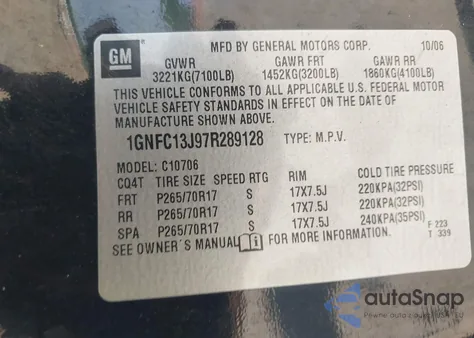 GM
MFD BY GENERAL MOTORS CORP. 10/06
GVWR GAWR FRT GAWR RR
3221KG(7100LB) 1452KG(3200LB) 1860KG(4100LB)
THIS VEHICLE CONFORMS TO ALL APPLICABLE U.S. FEDERAL MOTOR
VEHICLE SAFETY STANDARDS IN EFFECT ON THE DATE OF
MANUFACTURE SHOWN ABOVE.
1GNFC13J97R289128 TYPE: M.P.V.
MODEL: C10706
CQ4T TIRE SIZE SPEED RTG RIM COLD TIRE PRESSURE
FRT P265/70R17 S 17X7.5J 220KPA(32PSI)
RR P265/70R17 S 17X7.5J 220KPA(32PSI)
SPA P265/70R17 S 17X7.5J 240KPA(35PSI) F 223
SEE OWNER´S MANUAL FOR MORE INFORMATION. T 339
autoSnap